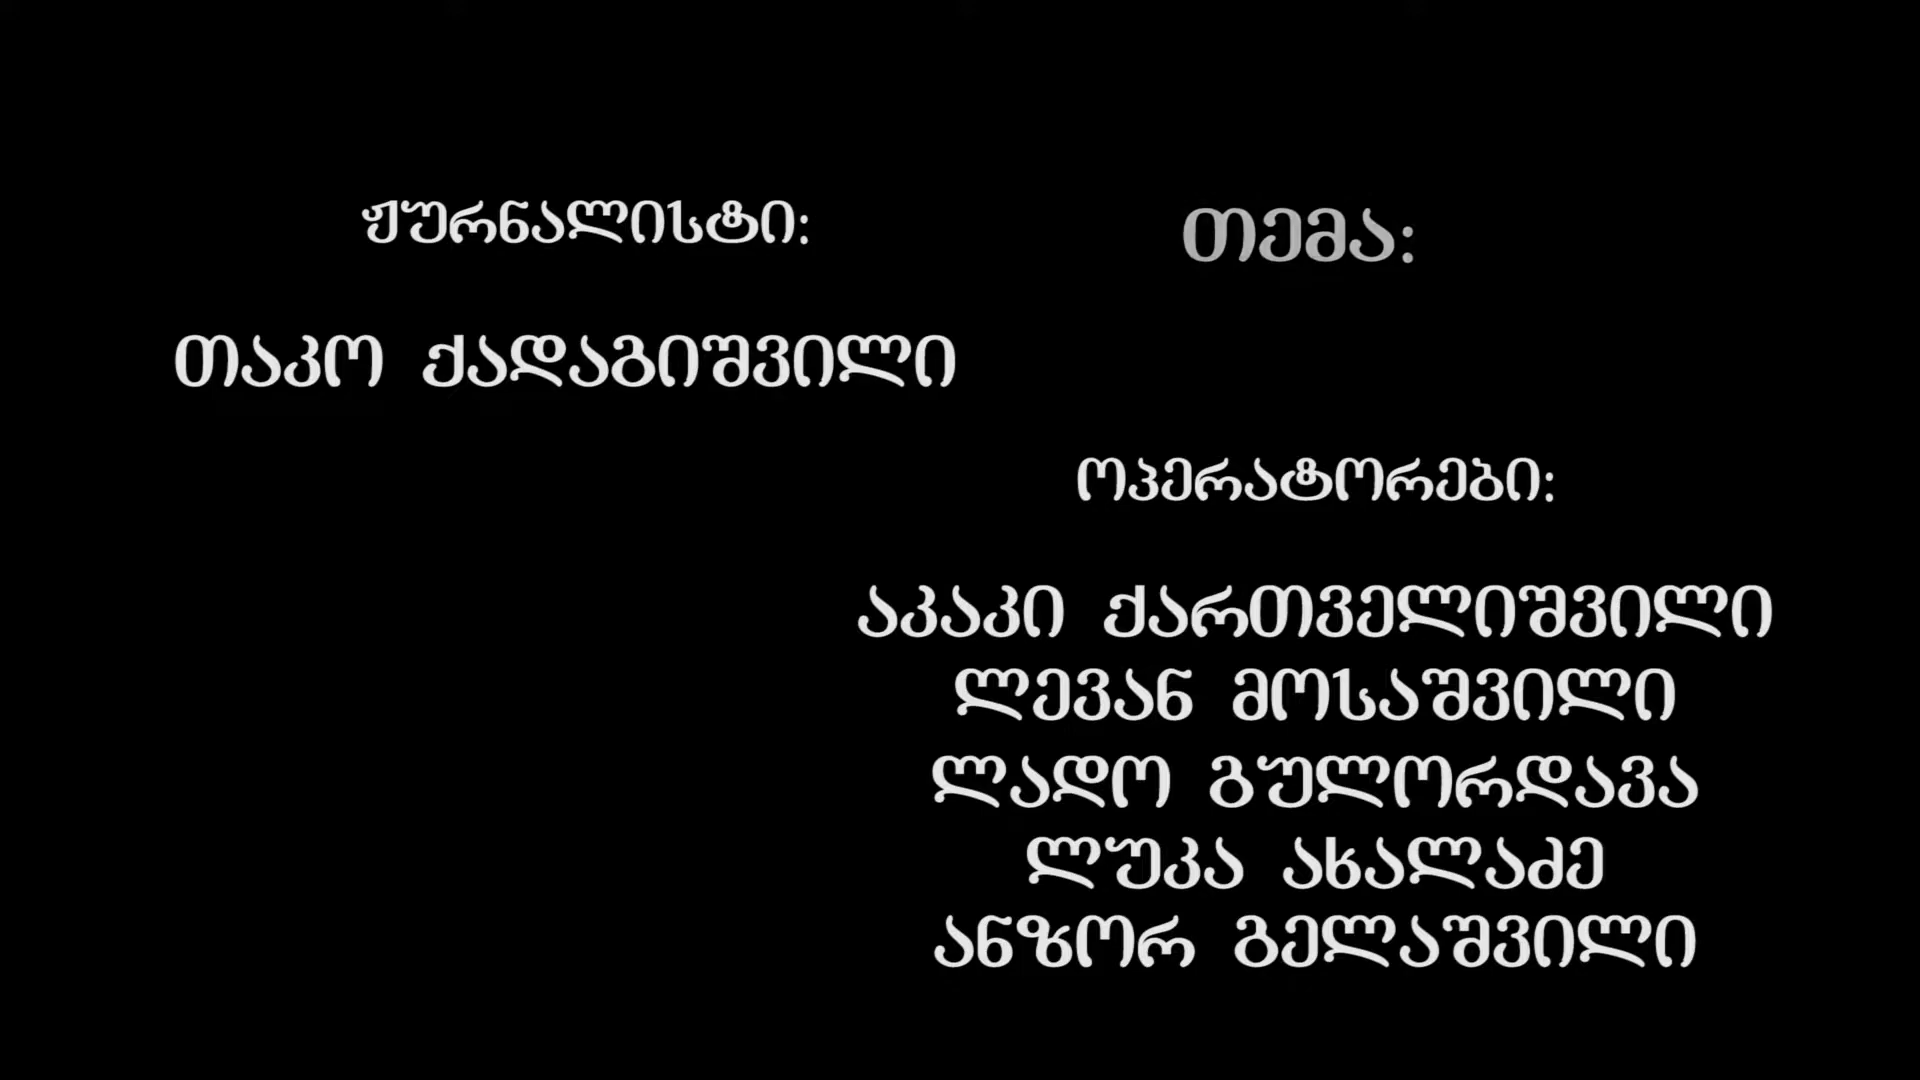 ჟურნალისტი:
თაკო ქადაგიშვილი
თემა:
ოპერატორები:
აკაკი ქართველიშვილი
ლევან მოსაშვილი
ლადო გულორდავა
ლუკა ახალაძე
ანზორ გელაშვილი